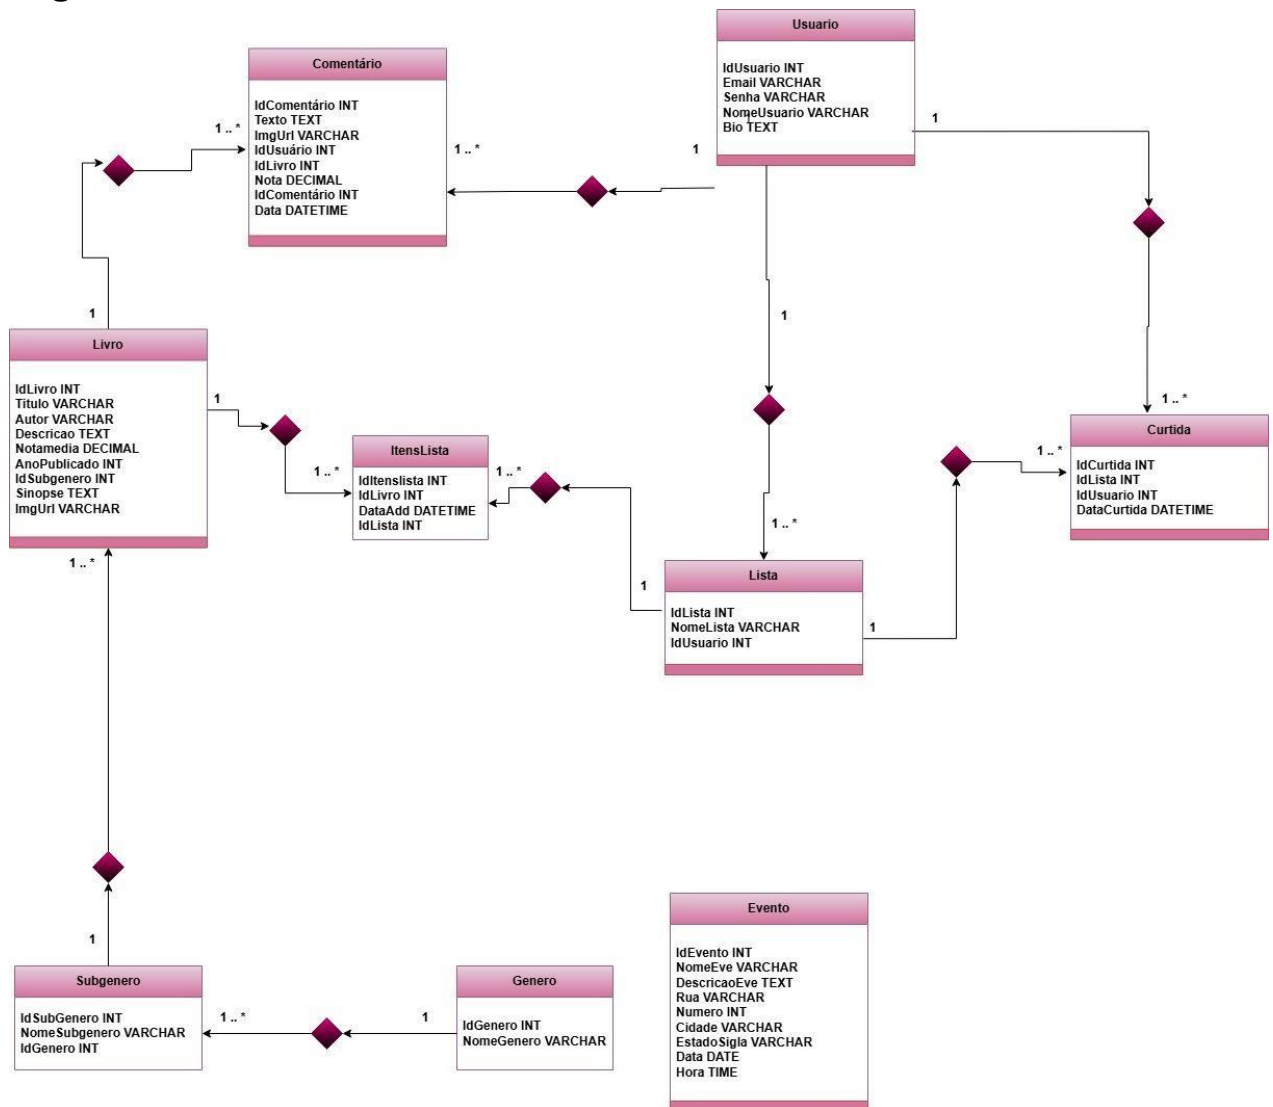 Usuario
IdUsuario INT
Email VARCHAR
Senha VARCHAR
NomeUsuario VARCHAR
Bio TEXT
Comentário
IdComentário INT
Texto TEXT
ImgUrl VARCHAR
IdUsuário INT
IdLivro INT
Nota DECIMAL
IdComentário INT
Data DATETIME
1 .. *
1 .. *
1
1
1
1
Livro
IdLivro INT
Titulo VARCHAR
Autor VARCHAR
Descricao TEXT
Notamedia DECIMAL
AnoPublicado INT
IdSubgenero INT
Sinopse TEXT
ImgUrl VARCHAR
1
1 .. *
1 .. *
ItensLista
IdItenslista INT
IdLivro INT
DataAdd DATETIME
IdLista INT
1 .. *
1 .. *
Curtida
IdCurtida INT
IdLista INT
IdUsuario INT
DataCurtida DATETIME
1 .. *
1 .. *
1
Lista
IdLista INT
NomeLista VARCHAR
IdUsuario INT
1
1
Subgenero
IdSubGenero INT
NomeSubgenero VARCHAR
IdGenero INT
1 .. *
1
Genero
IdGenero INT
NomeGenero VARCHAR
Evento
IdEvento INT
NomeEve VARCHAR
DescricaoEve TEXT
Rua VARCHAR
Numero INT
Cidade VARCHAR
EstadoSigla VARCHAR
Data DATE
Hora TIME